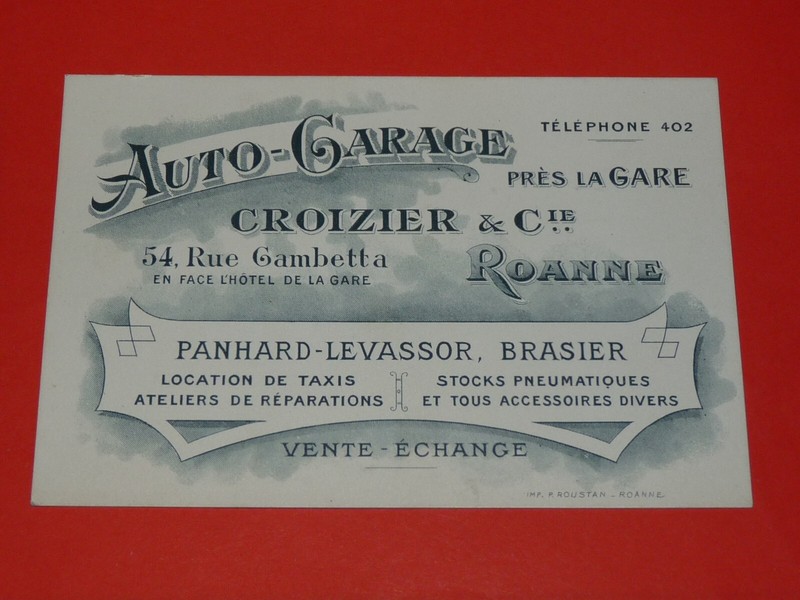 AUTO-GARAGE
TÉLÉPHONE 402
PRÈS LA GARE
CROIZIER & CIE
54, Rue Gambetta
EN FACE L'HÔTEL DE LA GARE
ROANNE
PANHARD-LEVASSOR, BRASIER
LOCATION DE TAXIS
ATELIERS DE RÉPARATIONS
STOCKS PNEUMATIQUES
ET TOUS ACCESSOIRES DIVERS
VENTE - ÉCHANGE
IMP. P. ROUSTAN - ROANNE